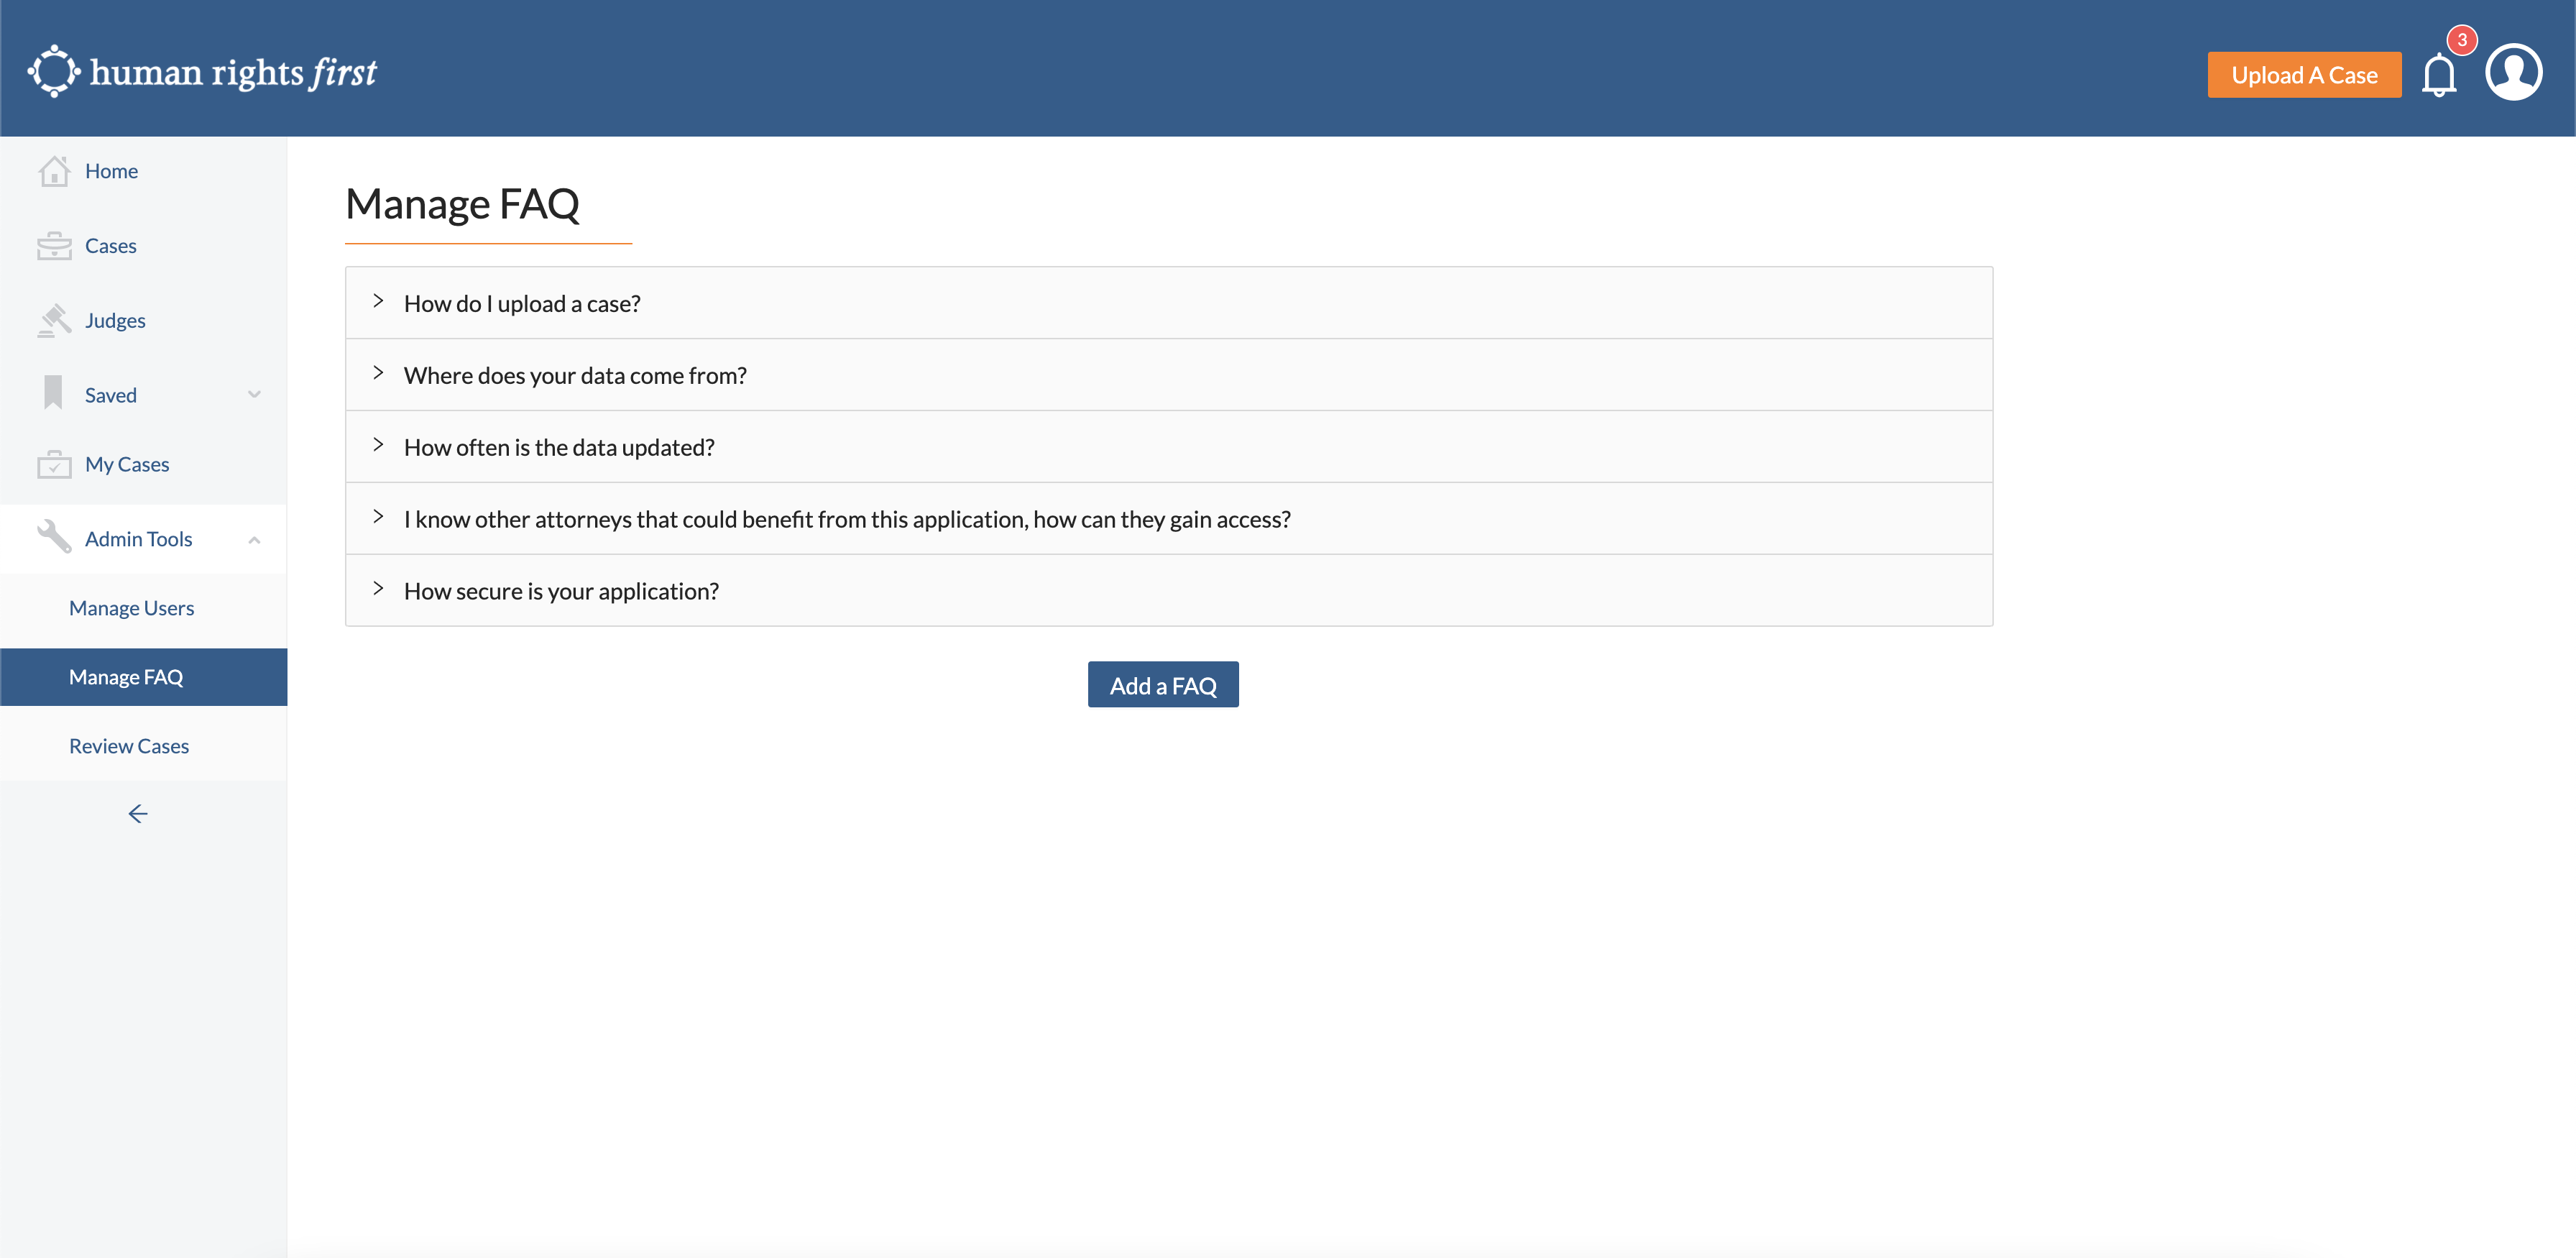 human rights first
Upload A Case
3
Home
Cases
Judges
Saved
My Cases
Admin Tools
Manage Users
Manage FAQ
Review Cases
Manage FAQ
How do I upload a case?
Where does your data come from?
How often is the data updated?
I know other attorneys that could benefit from this application, how can they gain access?
How secure is your application?
Add a FAQ